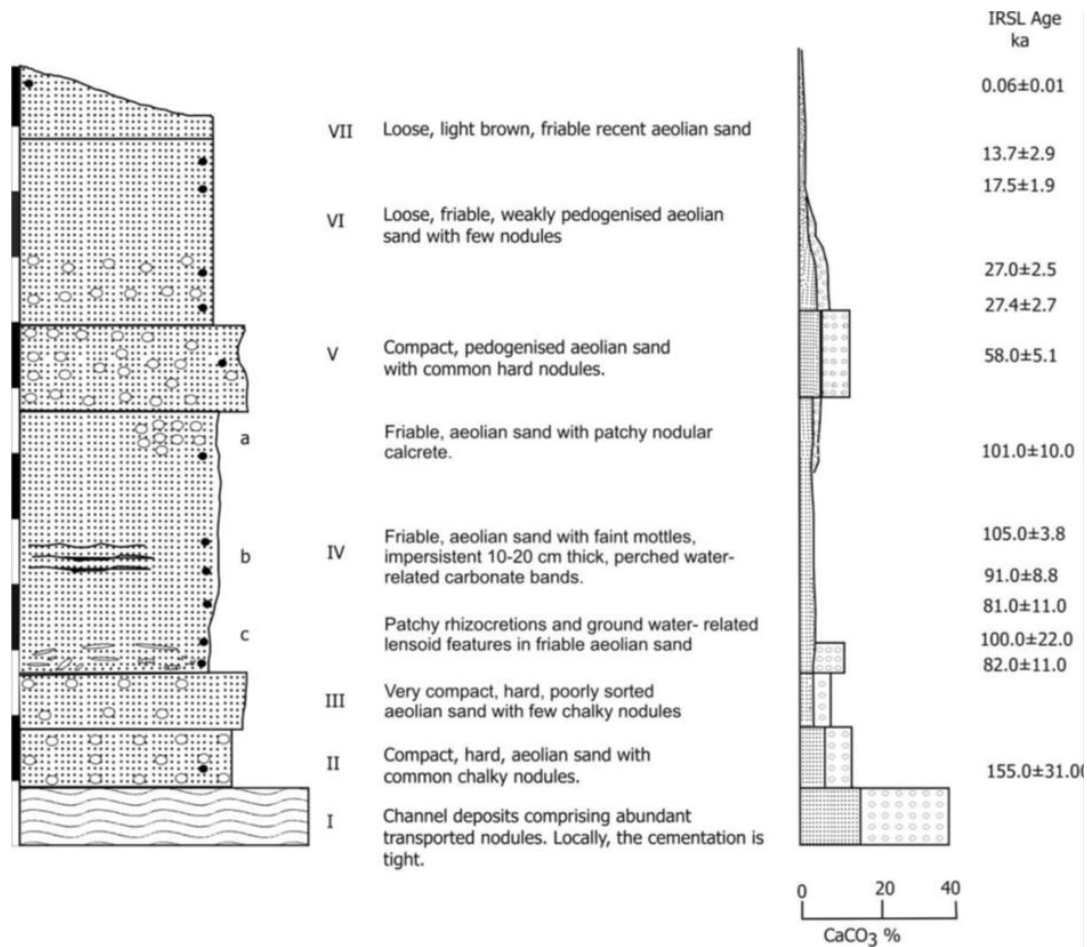 IRSL Age
ka
0.06±0.01
VII Loose, light brown, friable recent aeolian sand
13.7±2.9
17.5±1.9
VI Loose, friable, weakly pedogenised aeolian
sand with few nodules
27.0±2.5
27.4±2.7
V Compact, pedogenised aeolian sand
with common hard nodules.
58.0±5.1
a Friable, aeolian sand with patchy nodular
calcrete.
101.0±10.0
b IV Friable, aeolian sand with faint mottles,
impersistent 10-20 cm thick, perched water-
related carbonate bands.
105.0±3.8
91.0±8.8
81.0±11.0
c Patchy rhizocretions and ground water- related
lensoid features in friable aeolian sand
100.0±22.0
82.0±11.0
III Very compact, hard, poorly sorted
aeolian sand with few chalky nodules
II Compact, hard, aeolian sand with
common chalky nodules.
155.0±31.00
I Channel deposits comprising abundant
transported nodules. Locally, the cementation is
tight.
0 20 40
CaCO₃ %